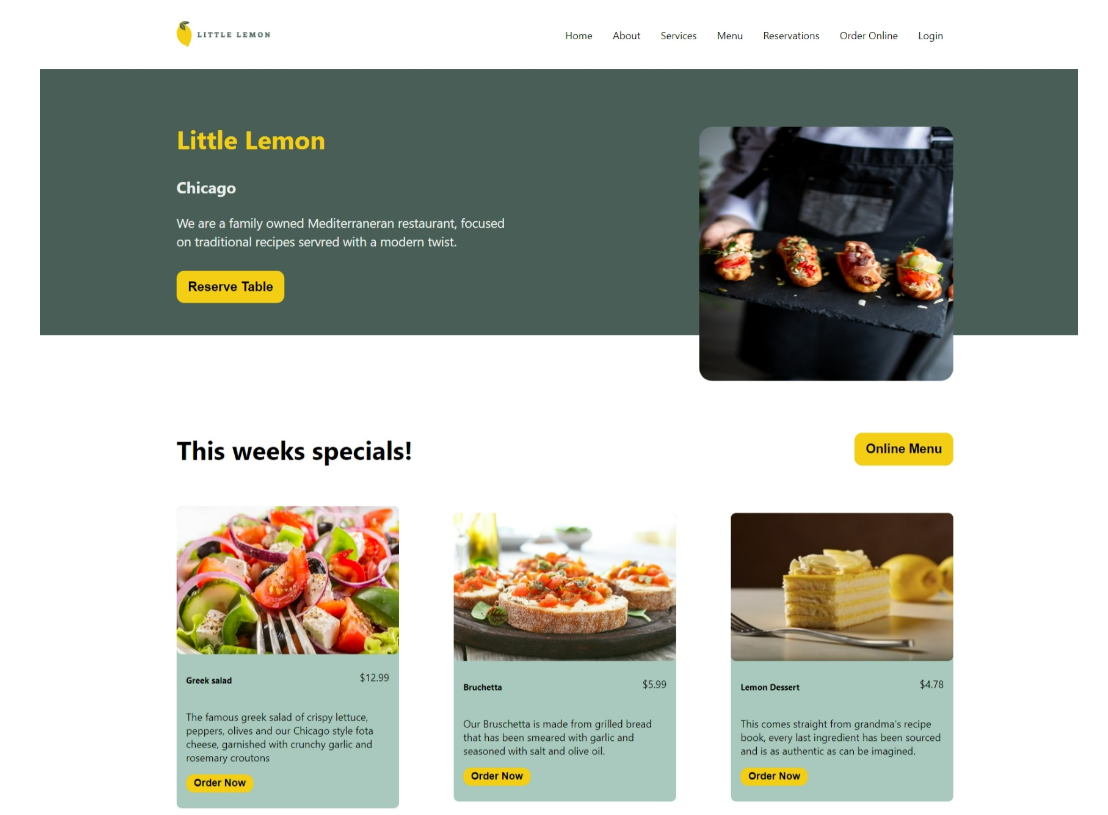 LITTLE LEMON
Home About Services Menu Reservations Order Online Login
Little Lemon
Chicago
We are a family owned Mediterraneran restaurant, focused
on traditional recipes servred with a modern twist.
Reserve Table
This weeks specials!
Online Menu
Greek salad $12.99
The famous greek salad of crispy lettuce,
peppers, olives and our Chicago style fota
cheese, garnished with crunchy garlic and
rosemary croutons
Order Now
Bruchetta $5.99
Our Bruschetta is made from grilled bread
that has been smeared with garlic and
seasoned with salt and olive oil.
Order Now
Lemon Dessert $4.78
This comes straight from grandma's recipe
book, every last ingredient has been sourced
and is as authentic as can be imagined.
Order Now